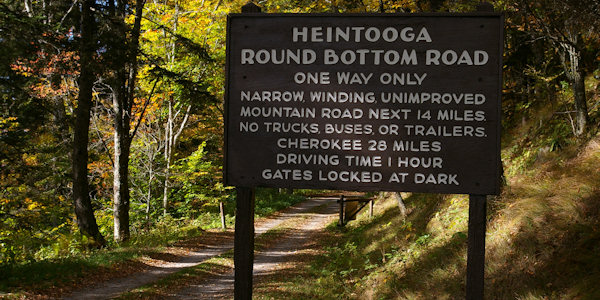 HEINTOOGA
ROUND BOTTOM ROAD
ONE WAY ONLY
NARROW, WINDING, UNIMPROVED
MOUNTAIN ROAD NEXT 14 MILES.
NO TRUCKS, BUSES, OR TRAILERS.
CHEROKEE 28 MILES
DRIVING TIME 1 HOUR
GATES LOCKED AT DARK